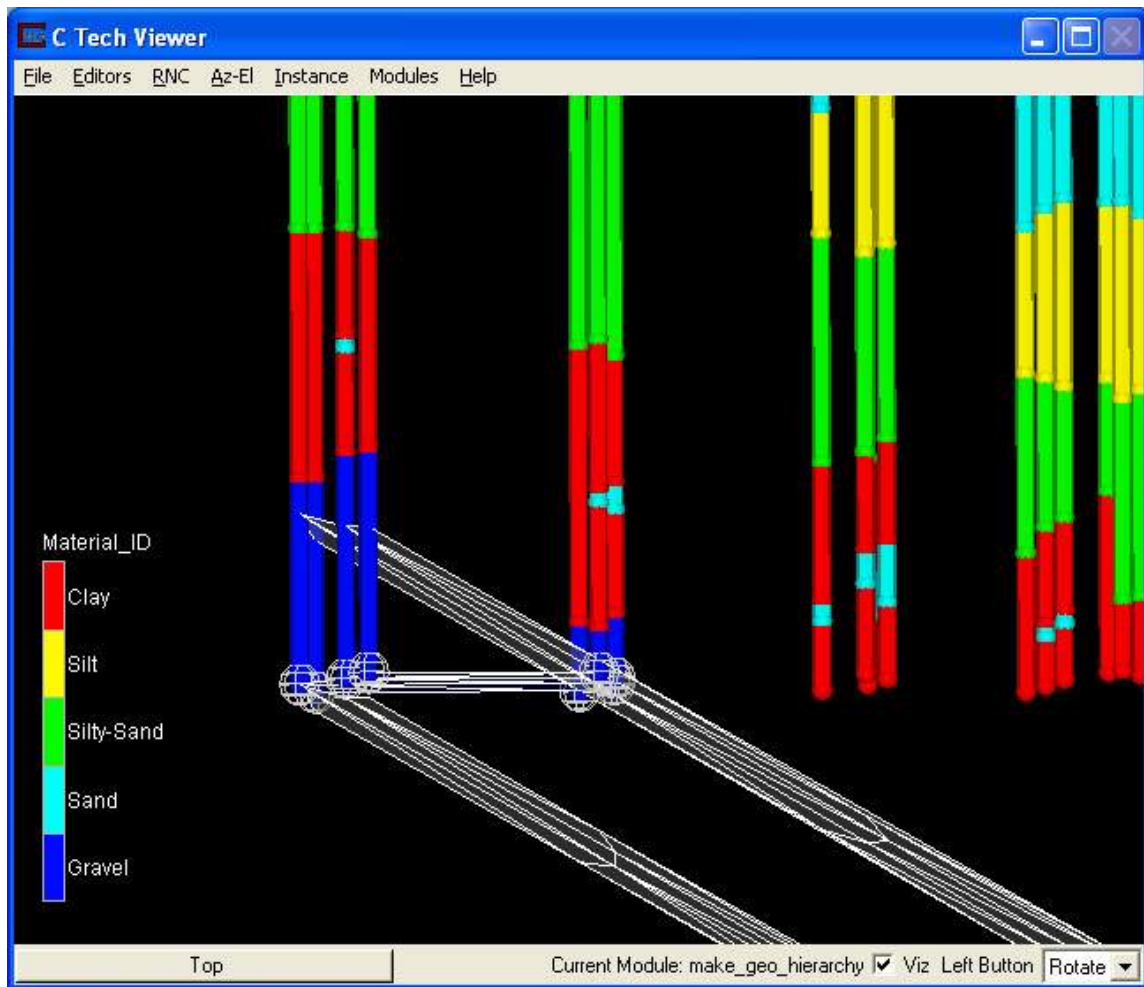 C Tech Viewer
File Editors RNC Az-El Instance Modules Help
Material_ID
Clay
Silt
Silty-Sand
Sand
Gravel
Top
Current Module: make_geo_hierarchy Viz Left Button Rotate